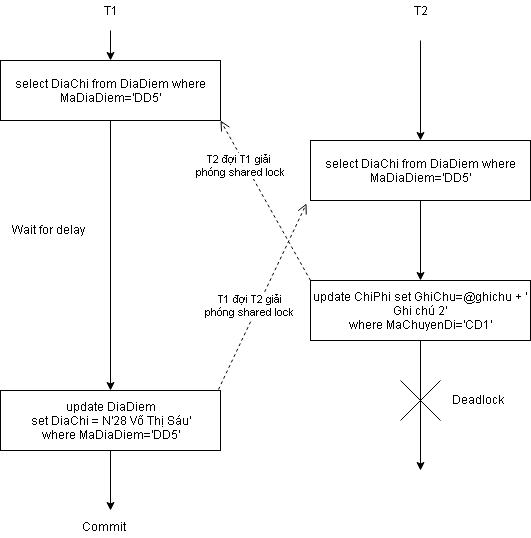 T1
T2
select DiaChi from DiaDiem where
MaDiaDiem='DD5'
T2 đợi T1 giải
phóng shared lock
select DiaChi from DiaDiem where
MaDiaDiem='DD5'
Wait for delay
T1 đợi T2 giải
phóng shared lock
update ChiPhi set GhiChu=@ghichu + '
Ghi chú 2'
where MaChuyenDi='CD1'
update DiaDiem
set DiaChi = N'28 Võ Thị Sáu'
where MaDiaDiem='DD5'
Deadlock
Commit